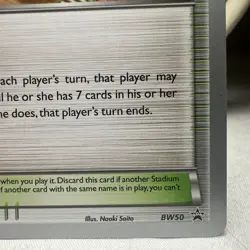 ach player's turn, that player may
l he or she has 7 cards in his or her
e does, that player's turn ends.
when you play it. Discard this card if another Stadium
f another card with the same name is in play, you can't
Illus. Naoki Saito
BW50